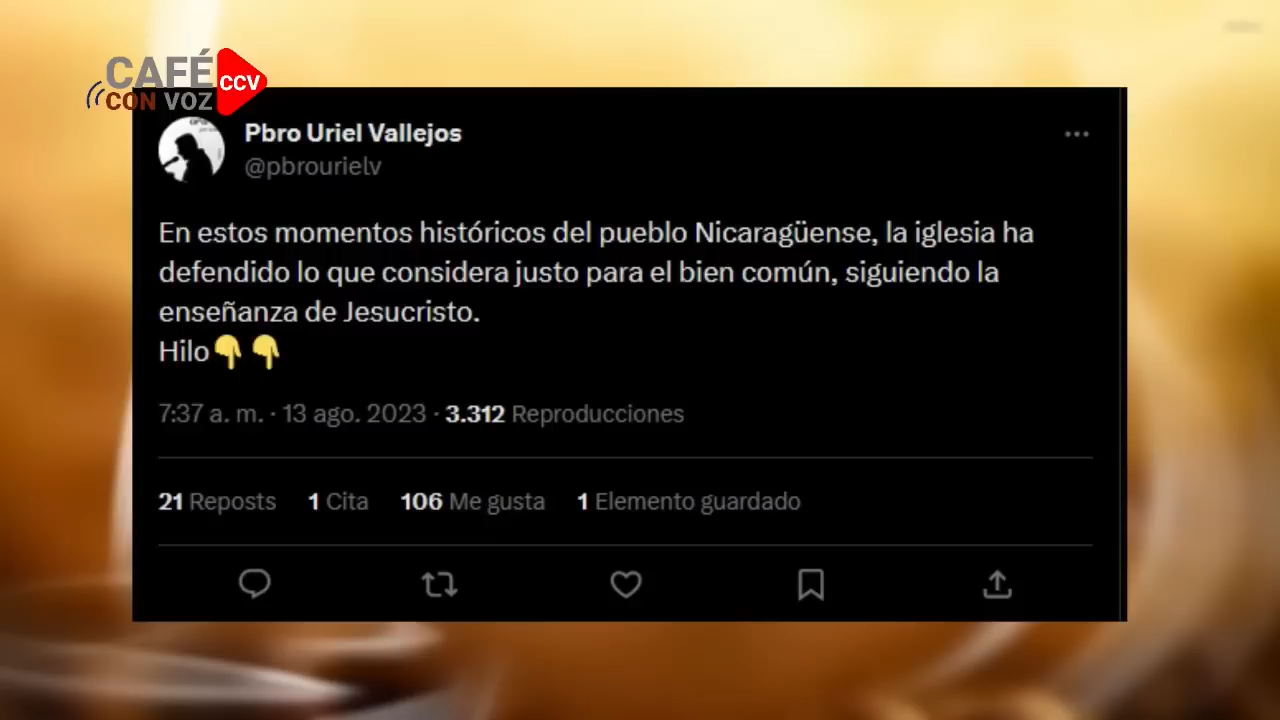 CAFÉ
CON VOZ
CCV
Pbro Uriel Vallejos
@pbrourielv
En estos momentos históricos del pueblo Nicaragüense, la iglesia ha
defendido lo que considera justo para el bien común, siguiendo la
enseñanza de Jesucristo.
Hilo👇👇
7:37 a. m. · 13 ago. 2023 · 3.312 Reproducciones
21 Reposts 1 Cita 106 Me gusta 1 Elemento guardado